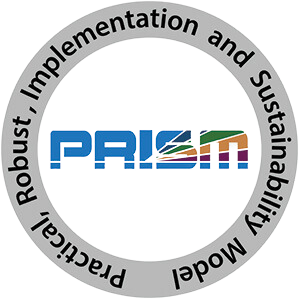 Practical, Robust, Implementation and Sustainability Model
PRISM